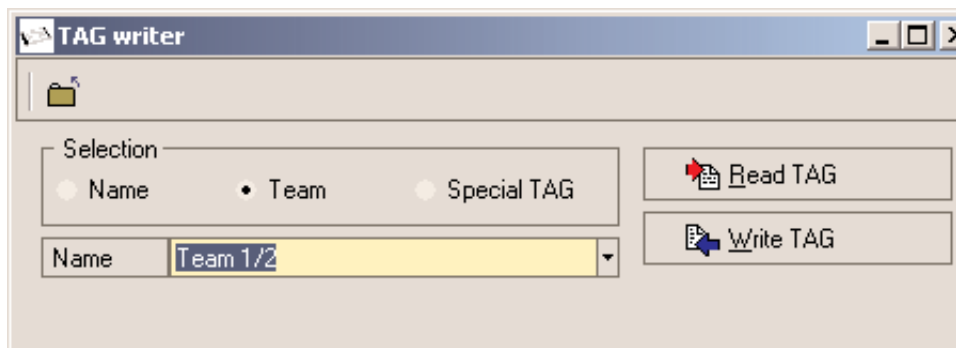 TAG writer
Selection
Name Team Special TAG
Name Team 1/2
Read TAG
Write TAG